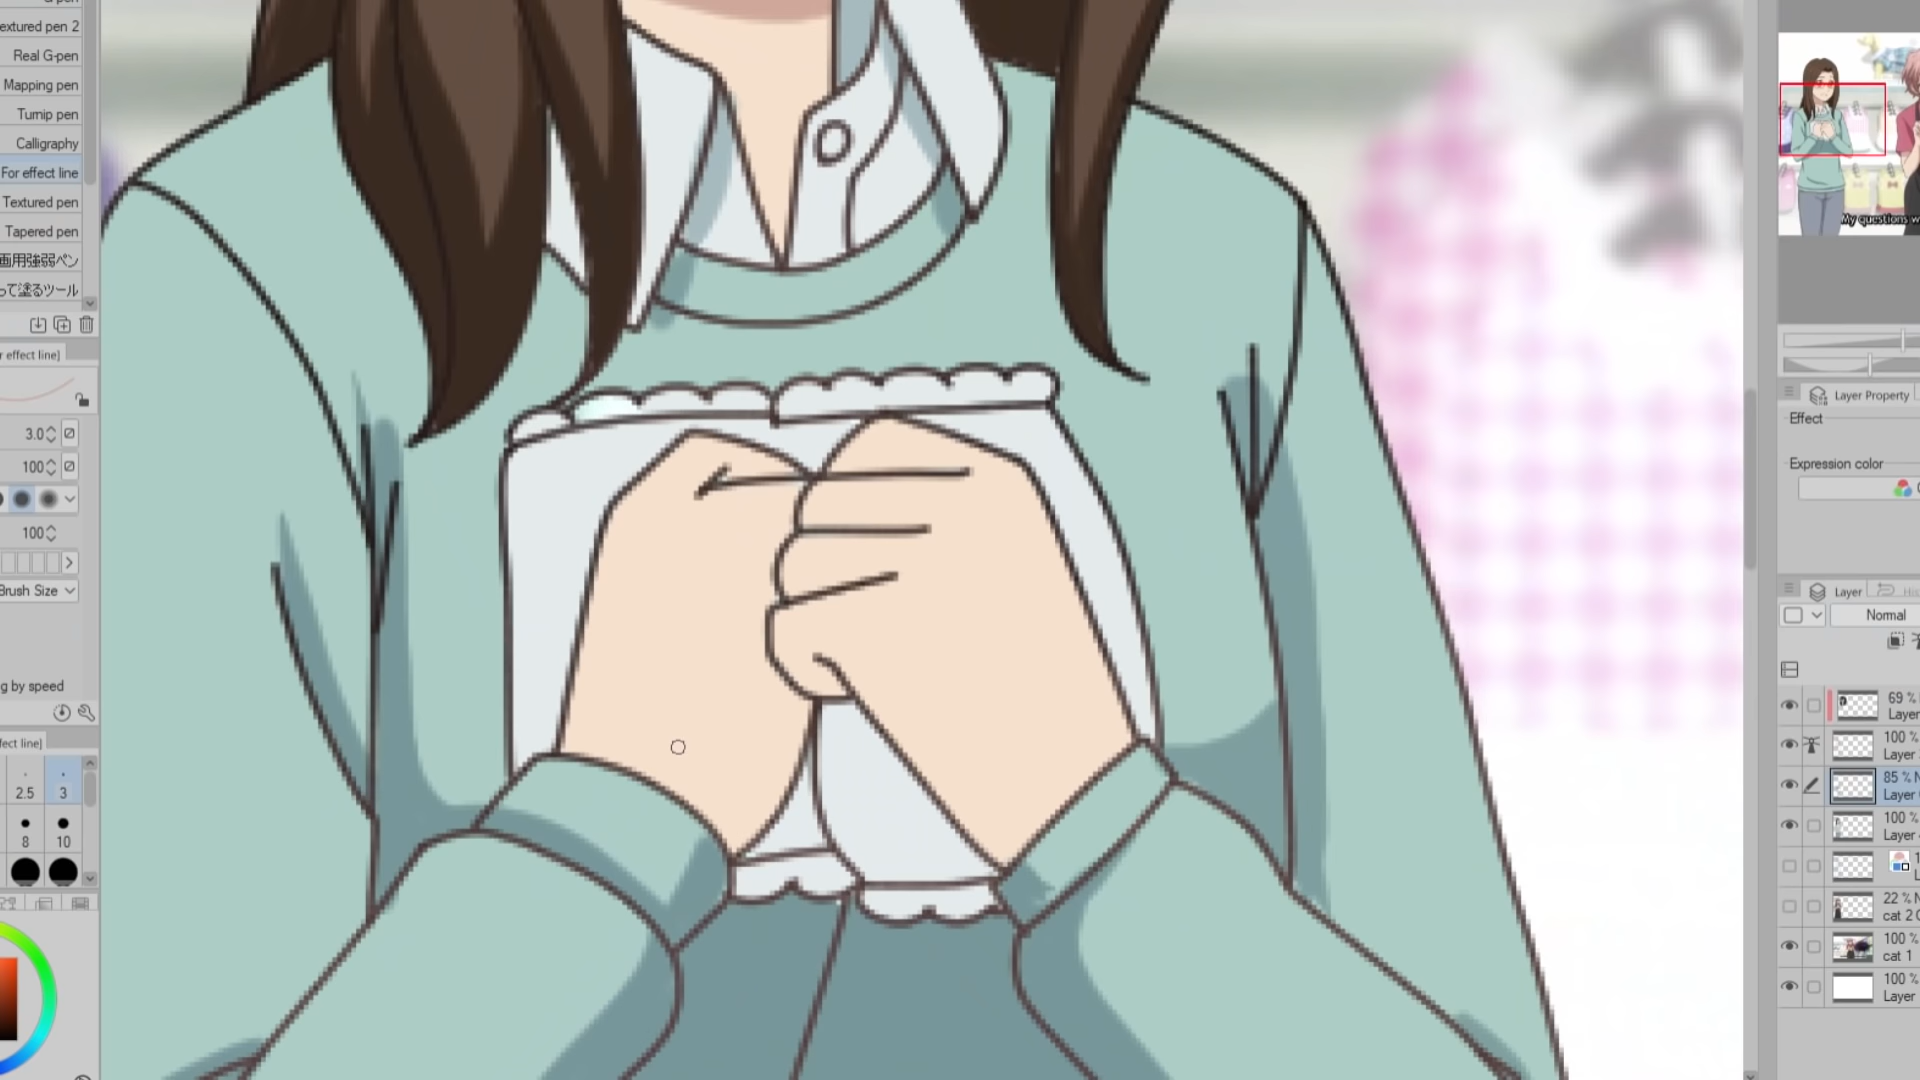 G-pen
extured pen 2
Real G-pen
Mapping pen
Turnip pen
Calligraphy
For effect line
Textured pen
Tapered pen
画用強弱ペン
って塗るツール
r effect line]
3.0
100
100
Brush Size
g by speed
fect line]
2.5 3
8 10
My questions w
Layer Property
Effect
Expression color
Layer
Normal
69 %
Layer
100 %
Layer
85 % N
Layer
100 %
Layer
22 % N
cat 2 C
100 %
cat 1
100 %
Layer